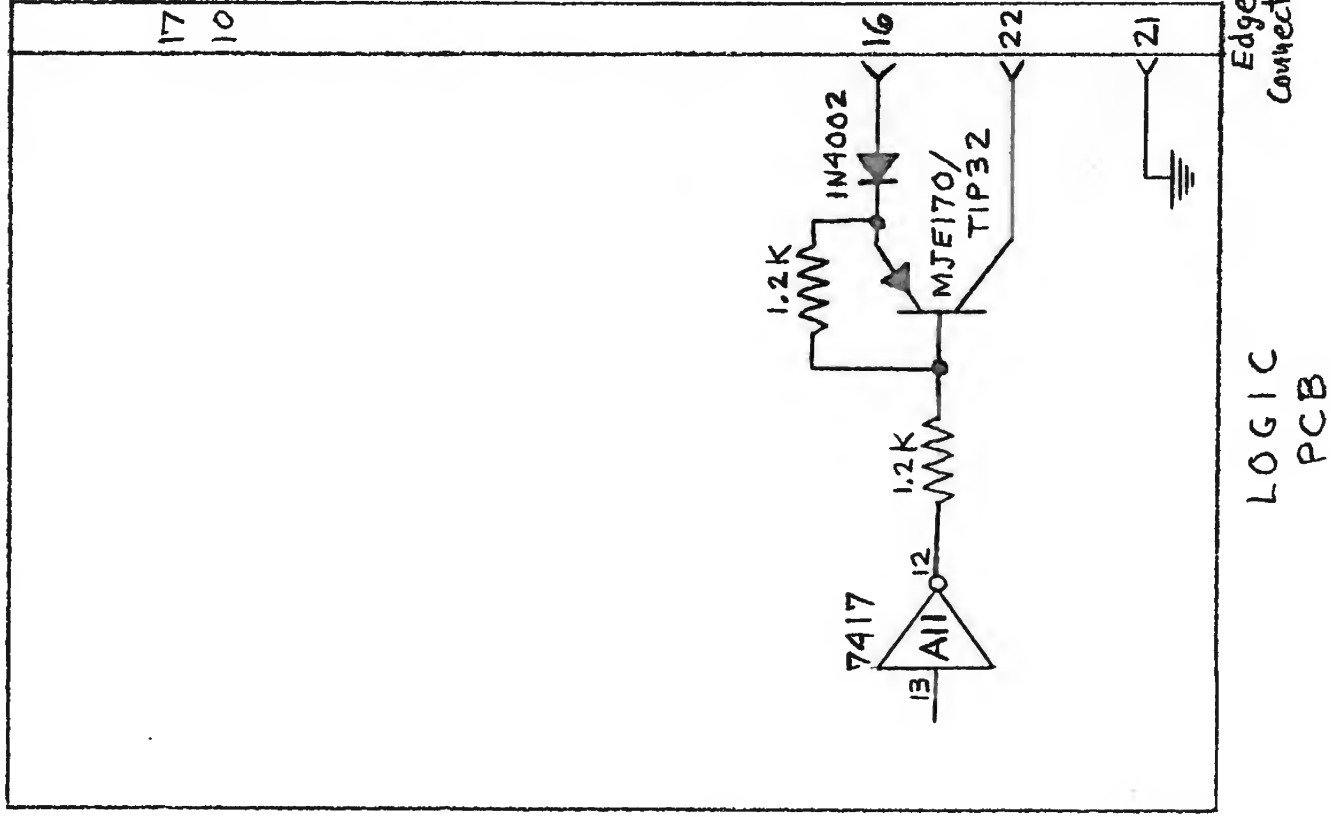 17
10
16
22
21
Edge
Connect
1N4002
MJE170/
TIP32
1.2K
1.2K
7417
A11
12
13
LOGIC
PCB